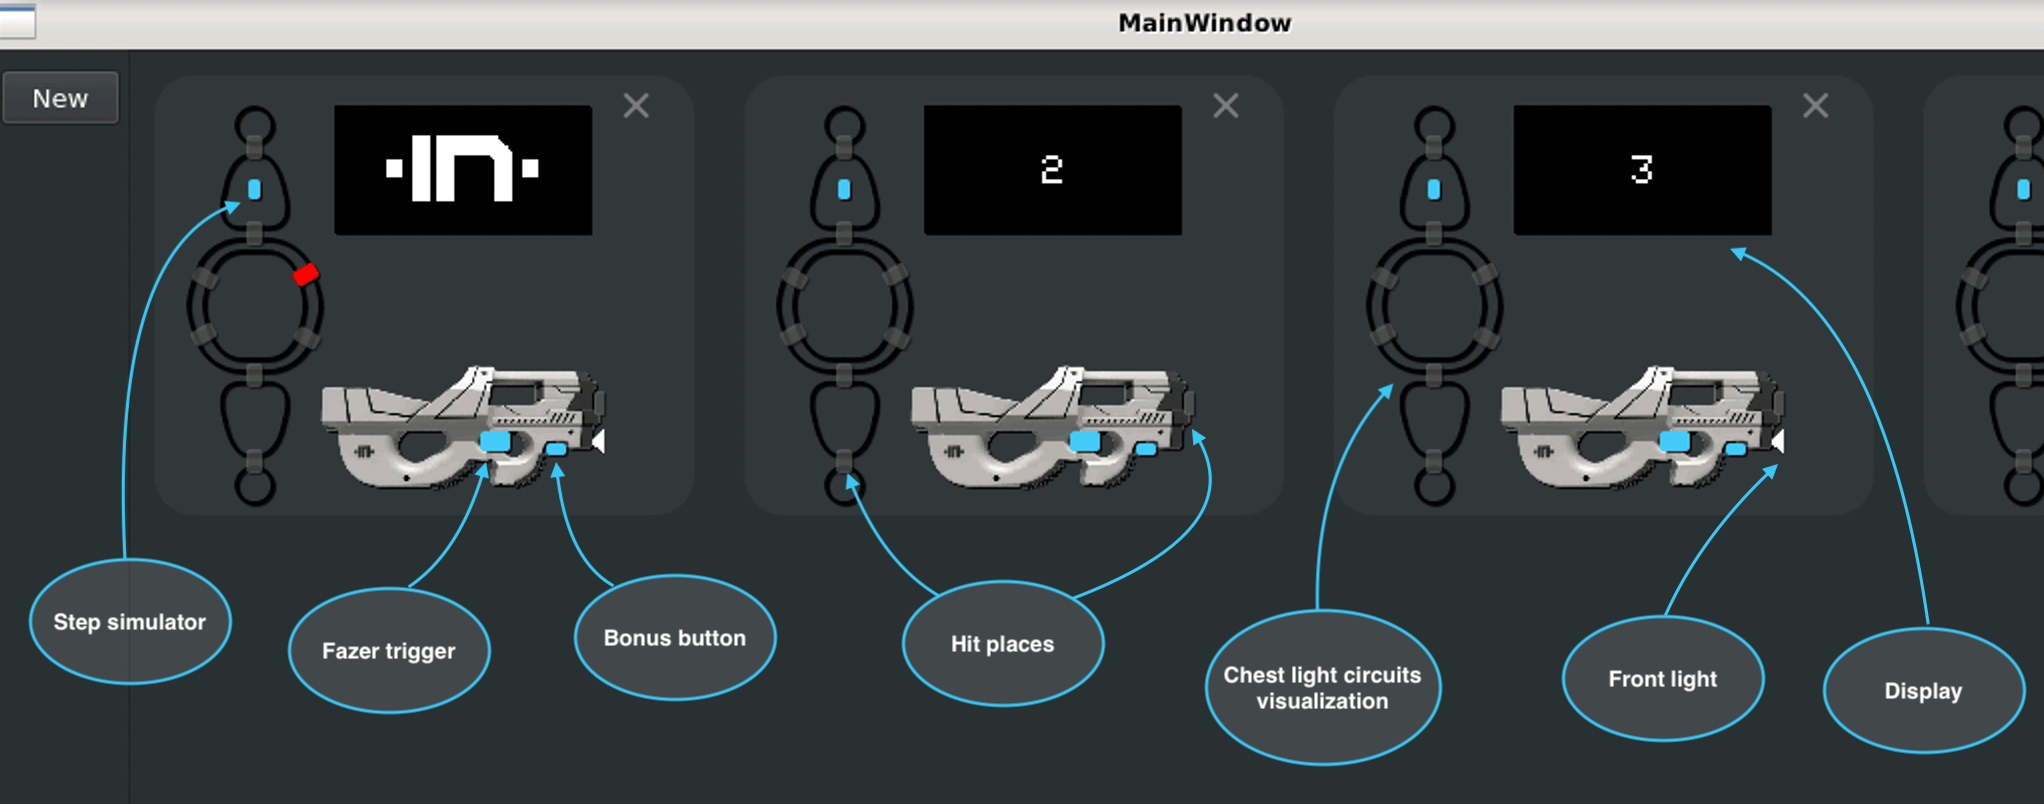 MainWindow
New
2
3
Step simulator
Fazer trigger
Bonus button
Hit places
Chest light circuits
visualization
Front light
Display